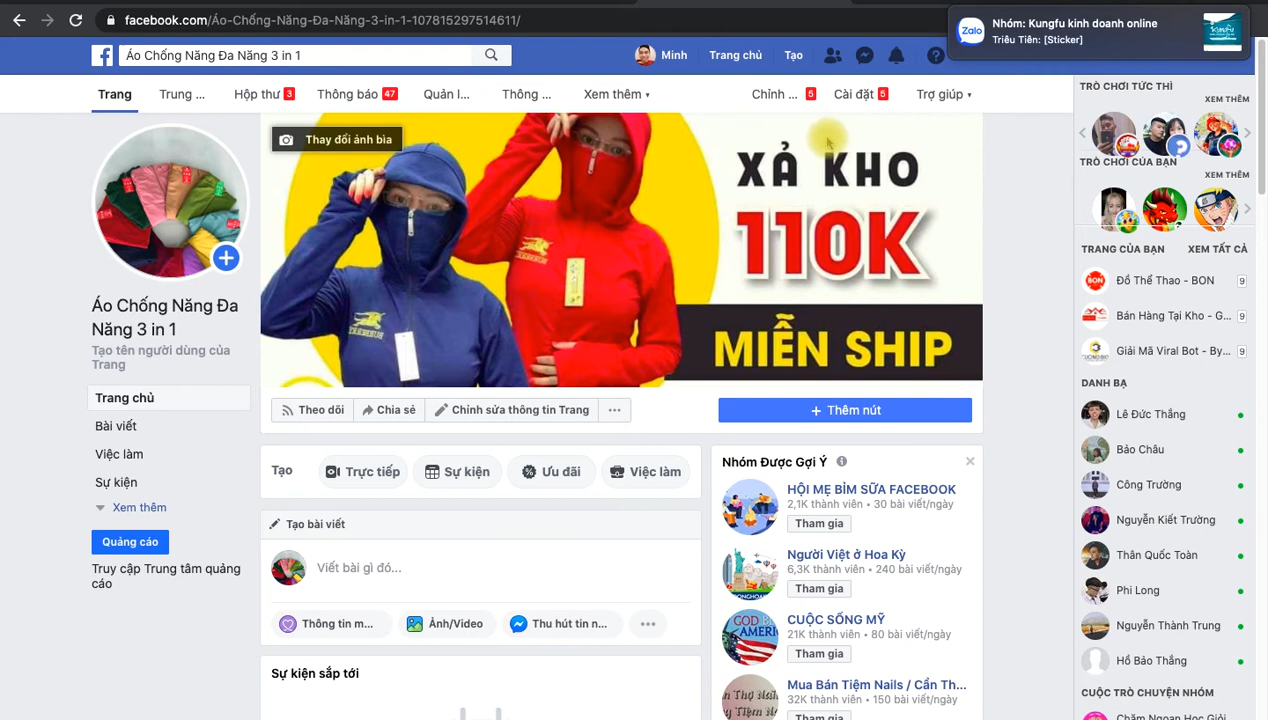 facebook.com/Áo-Chống-Năng-Đa-Năng-3-in-1-107815297514611/
Nhóm: Kungfu kinh doanh online
Triêu Tiên: [Sticker]
Zalo
Áo Chống Năng Đa Năng 3 in 1
Minh
Trang chủ
Tạo
Trang
Trung ...
Hộp thư 3
Thông báo 47
Quản l...
Thông ...
Xem thêm
Chỉnh ... 5
Cài đặt 5
Trợ giúp
Thay đổi ảnh bìa
XẢ KHO
110K
MIỄN SHIP
Áo Chống Năng Đa
Năng 3 in 1
Tạo tên người dùng của
Trang
Trang chủ
Bài viết
Việc làm
Sự kiện
Xem thêm
Quảng cáo
Truy cập Trung tâm quảng
cáo
Theo dõi
Chia sẻ
Chỉnh sửa thông tin Trang
...
+ Thêm nút
Tạo
Trực tiếp
Sự kiện
Ưu đãi
Việc làm
Tạo bài viết
Viết bài gì đó...
Thông tin m...
Ảnh/Video
Thu hút tin n...
Sự kiện sắp tới
Nhóm Được Gợi Ý
HỘI MẸ BỈM SỮA FACEBOOK
2,1K thành viên • 30 bài viết/ngày
Tham gia
Người Việt ở Hoa Kỳ
6,3K thành viên • 240 bài viết/ngày
Tham gia
CUỘC SỐNG MỸ
21K thành viên • 80 bài viết/ngày
Tham gia
Mua Bán Tiệm Nails / Cần Th...
32K thành viên • 150 bài viết/ngày
Tham gia
TRÒ CHƠI TỨC THÌ
XEM THÊM
TRÒ CHƠI CỦA BẠN
XEM THÊM
TRANG CỦA BẠN
XEM TẤT CẢ
BON
Đồ Thể Thao - BON
9
Bán Hàng Tại Kho - G...
9
Giải Mã Viral Bot - By...
9
DANH BẠ
Lê Đức Thắng
Bảo Châu
Công Trường
Nguyễn Kiết Trường
Thân Quốc Toàn
Phi Long
Nguyễn Thành Trung
Hồ Bảo Thắng
CUỘC TRÒ CHUYỆN NHÓM
Chăm Ngoan Học Giỏi